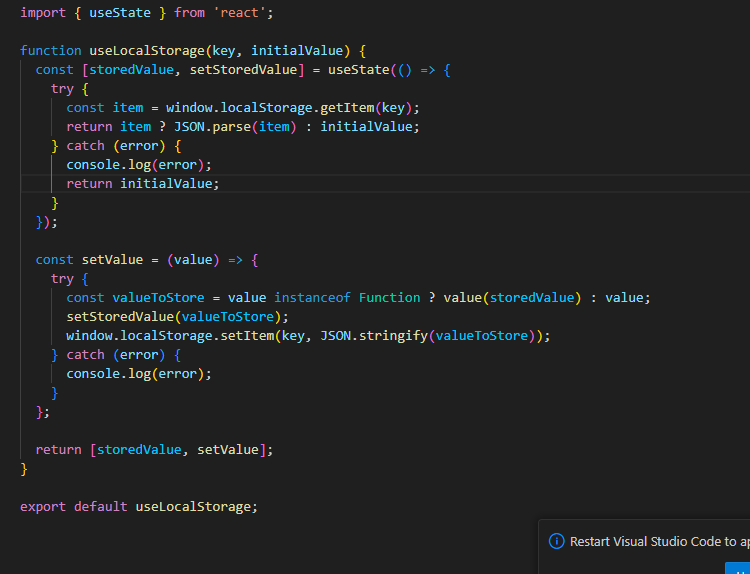 import { useState } from 'react';

function useLocalStorage(key, initialValue) {
  const [storedValue, setStoredValue] = useState(() => {
    try {
      const item = window.localStorage.getItem(key);
      return item ? JSON.parse(item) : initialValue;
    } catch (error) {
      console.log(error);
      return initialValue;
    }
  });

  const setValue = (value) => {
    try {
      const valueToStore = value instanceof Function ? value(storedValue) : value;
      setStoredValue(valueToStore);
      window.localStorage.setItem(key, JSON.stringify(valueToStore));
    } catch (error) {
      console.log(error);
    }
  };

  return [storedValue, setValue];
}

export default useLocalStorage;
Restart Visual Studio Code to